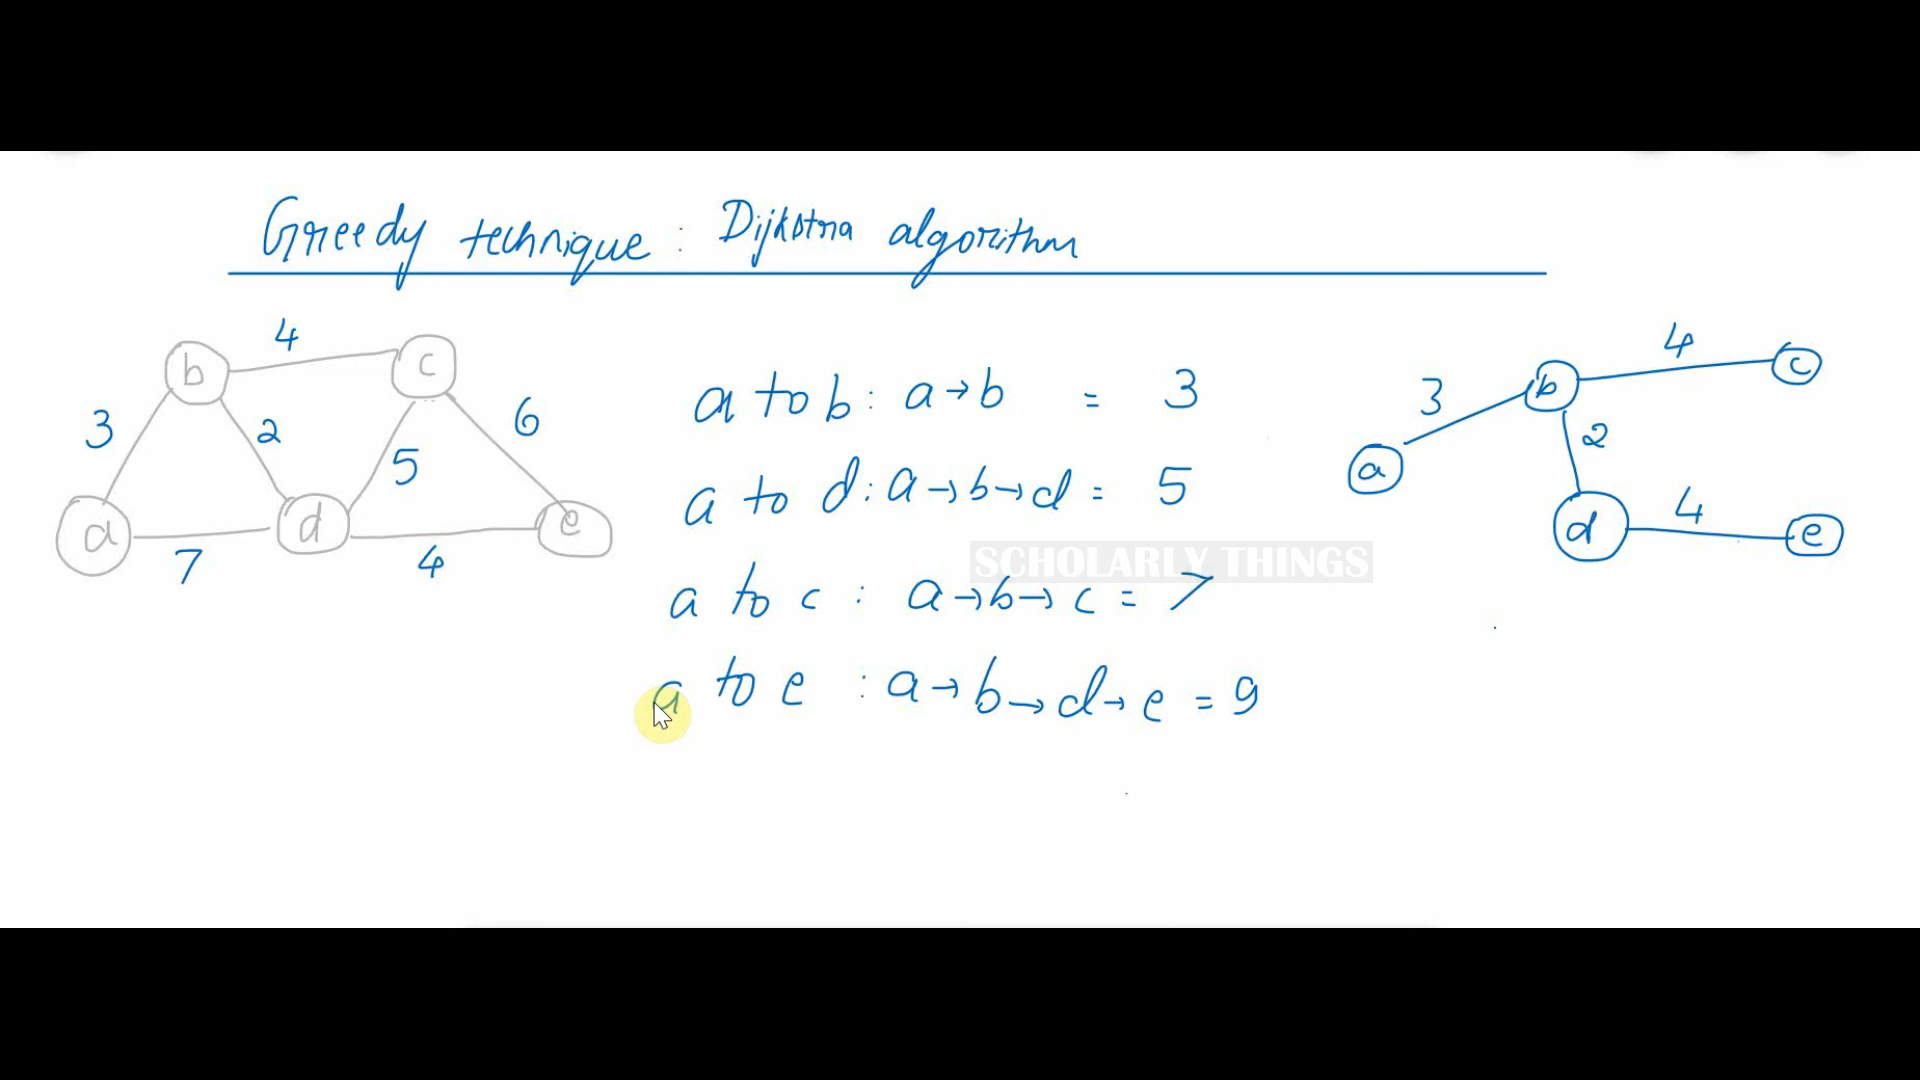 Greedy technique: Dijkstra algorithm
4
b
c
3
2
5
6
a
d
e
7
4
a to b: a→b = 3
a to d: a→b→d = 5
a to c : a→b→c = 7
a to e : a→b→d→e = 9
SCHOLARLY THINGS
4
3
b
c
2
a
4
d
e